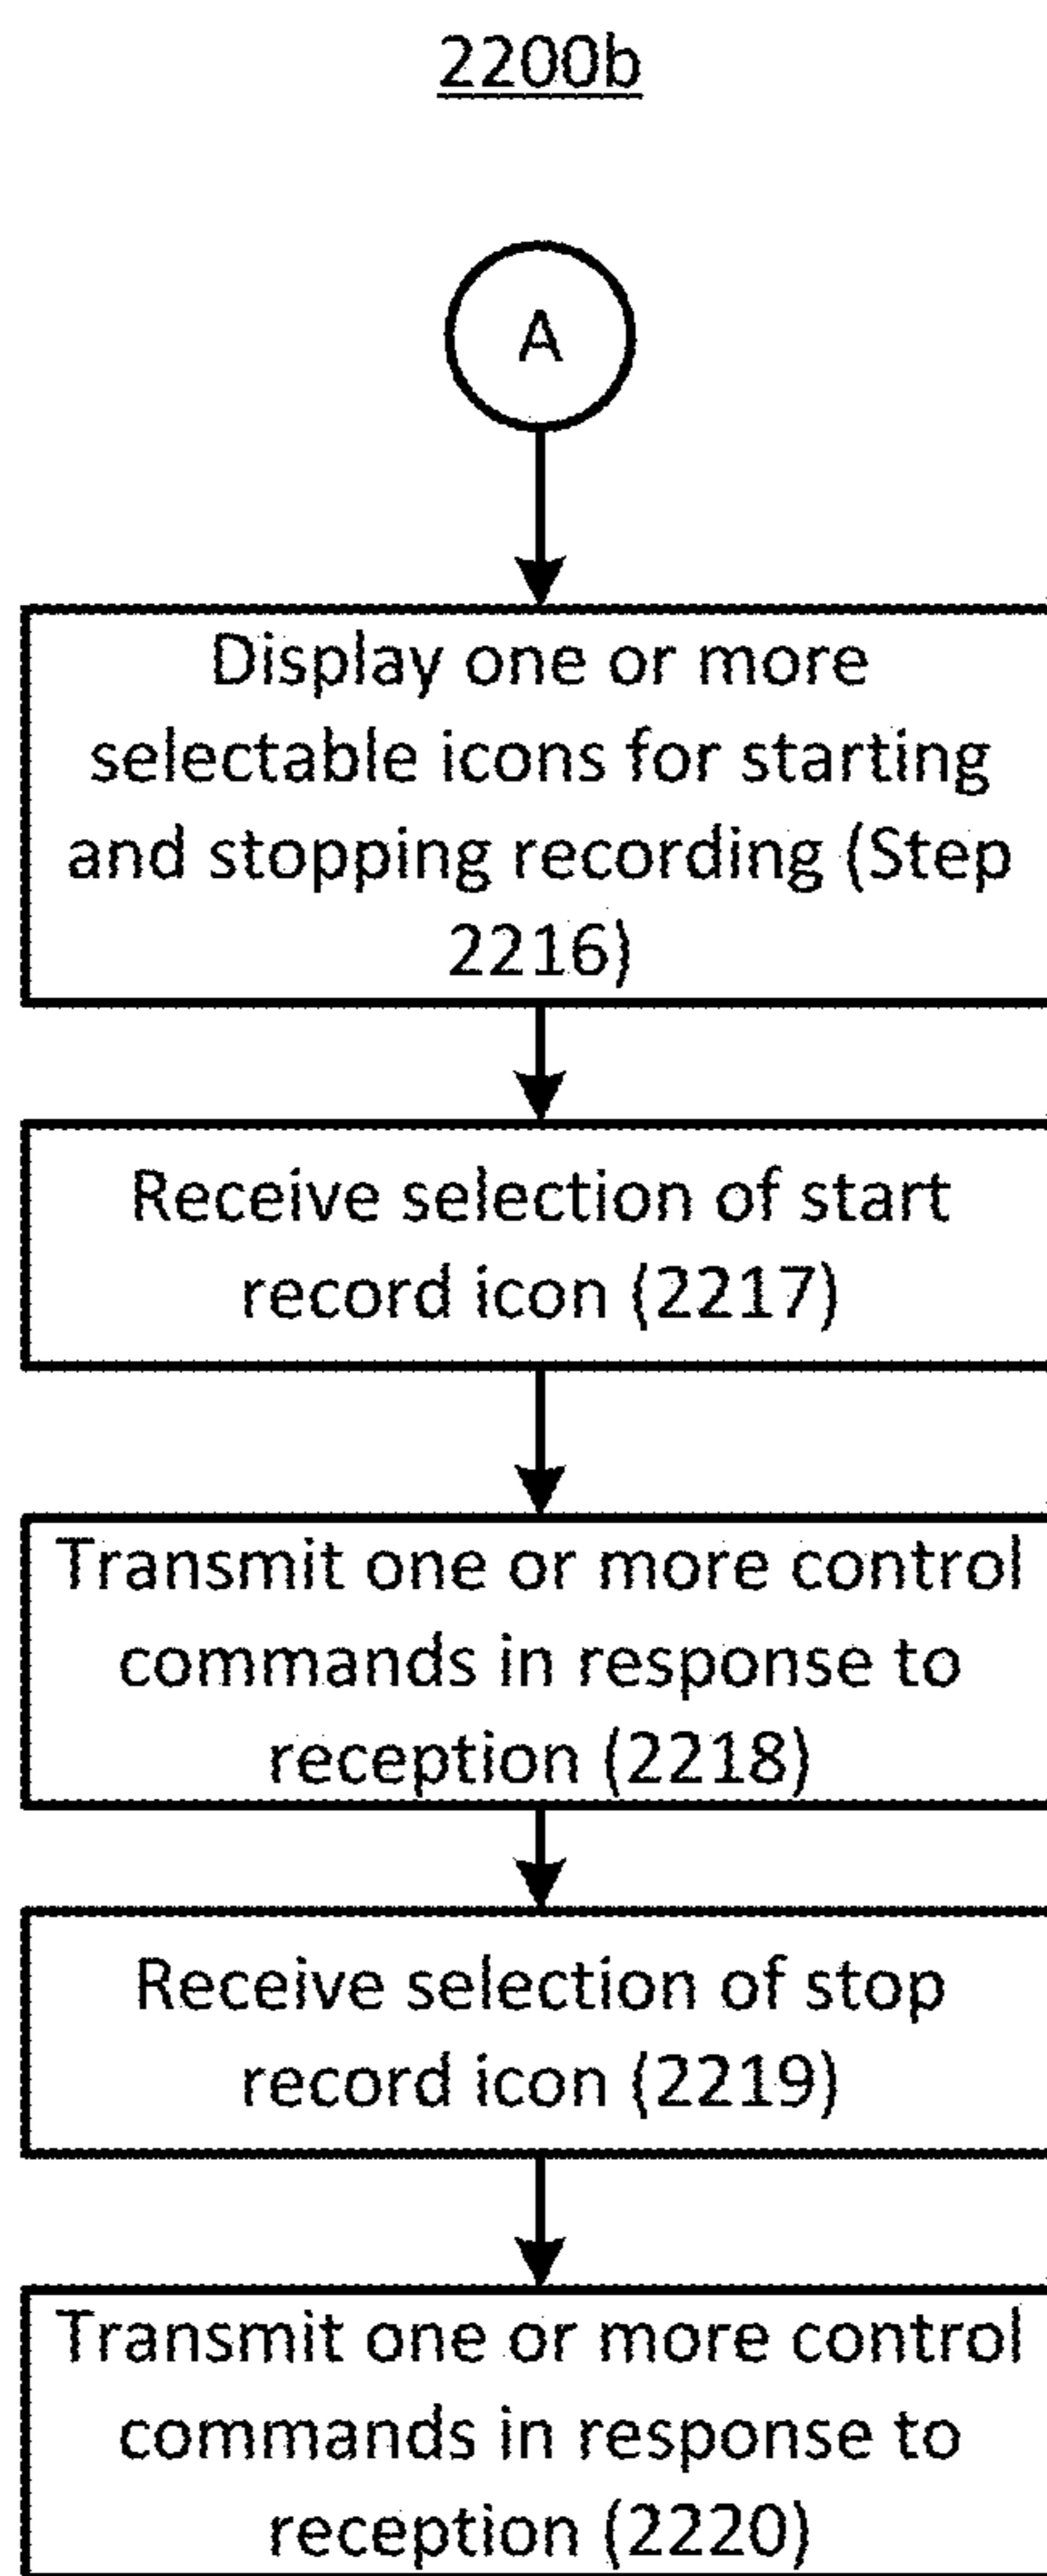 2200b
A
Display one or more
selectable icons for starting
and stopping recording (Step
2216)
Receive selection of start
record icon (2217)
Transmit one or more control
commands in response to
reception (2218)
Receive selection of stop
record icon (2219)
Transmit one or more control
commands in response to
reception (2220)